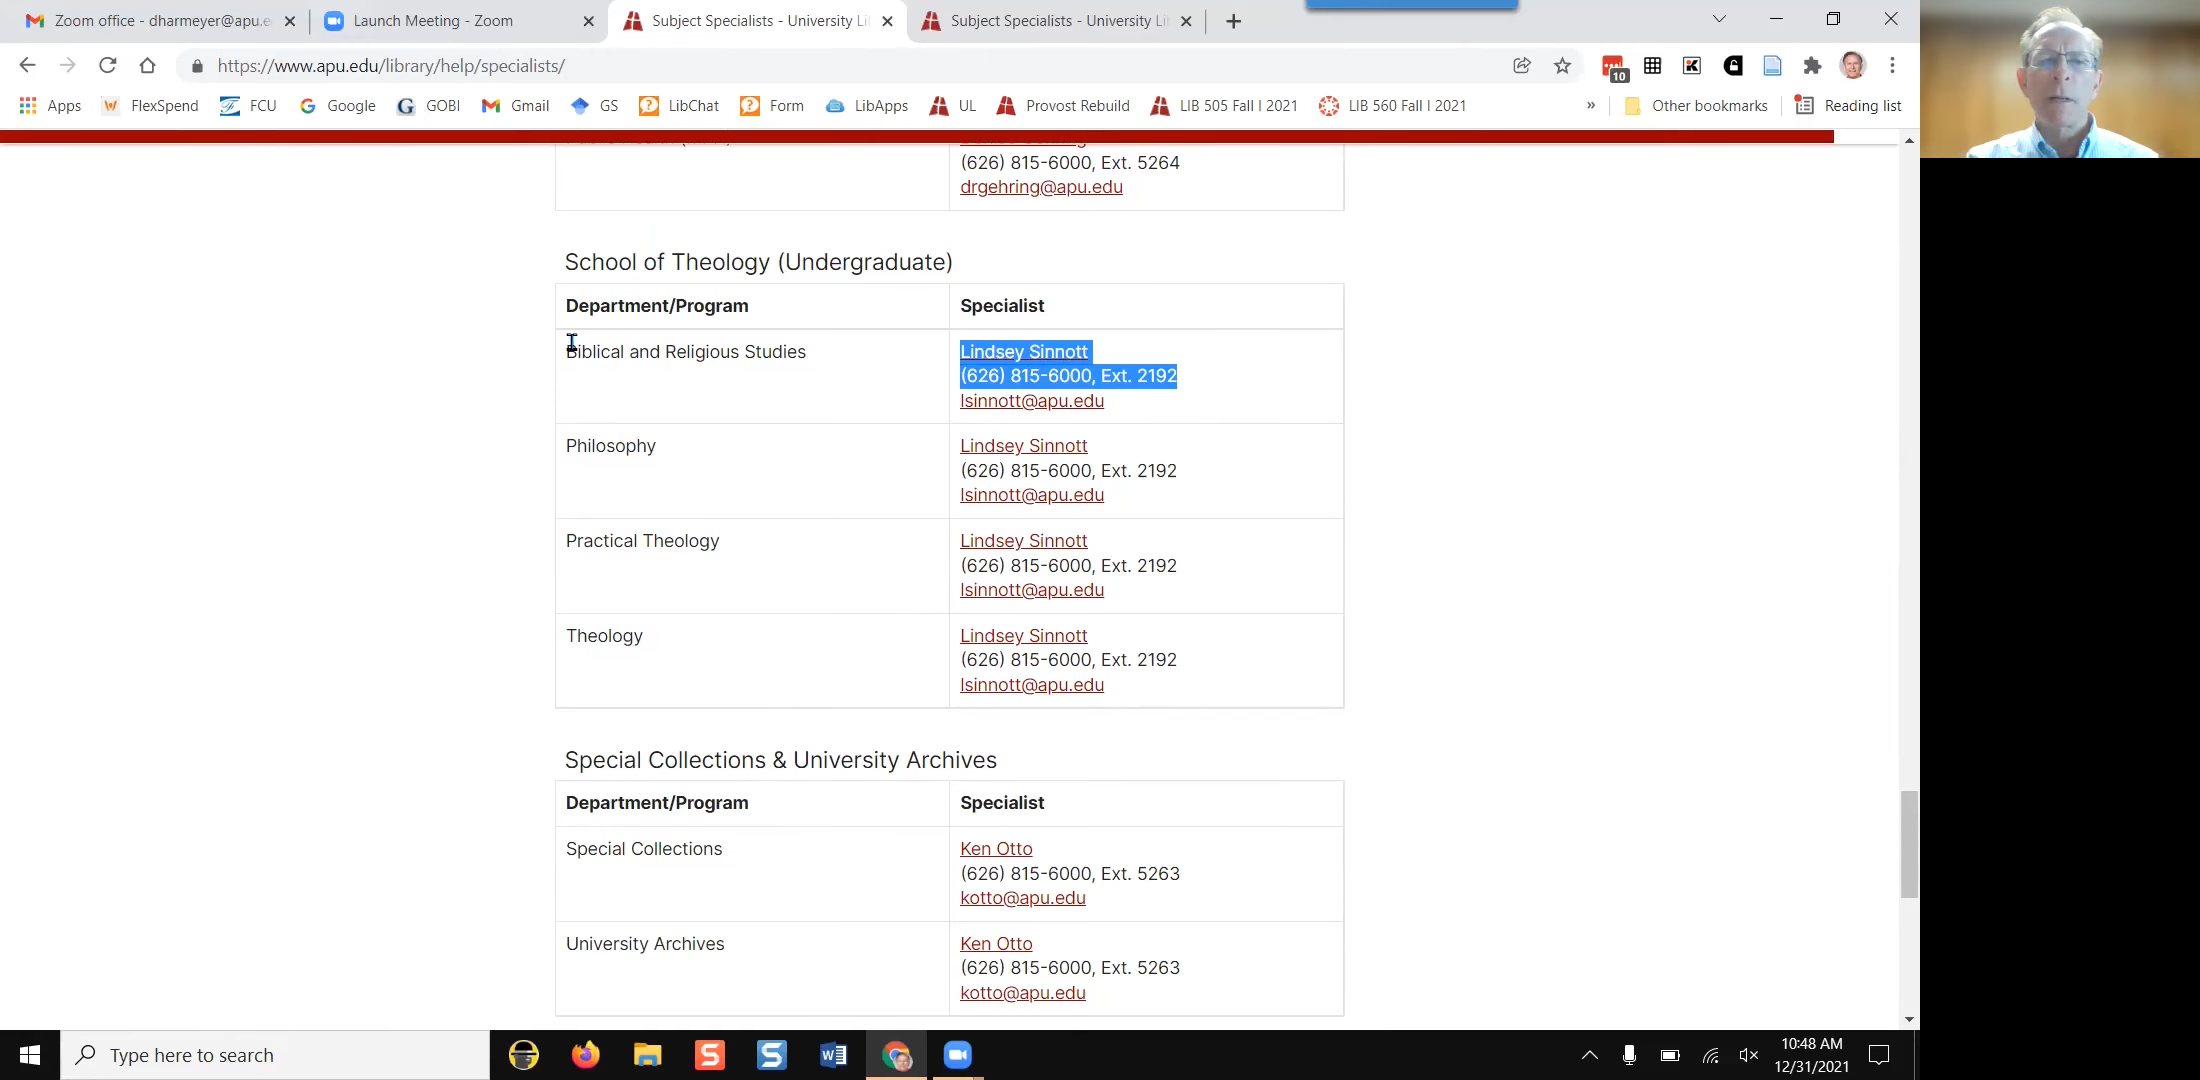 Zoom office - dharmeyer@apu.e
Launch Meeting - Zoom
Subject Specialists - University Li
Subject Specialists - University Li
https://www.apu.edu/library/help/specialists/
10
Apps
FlexSpend
FCU
Google
GOBI
Gmail
GS
LibChat
Form
LibApps
UL
Provost Rebuild
LIB 505 Fall I 2021
LIB 560 Fall I 2021
»
Other bookmarks
Reading list
(626) 815-6000, Ext. 5264
drgehring@apu.edu
School of Theology (Undergraduate)
Department/Program
Specialist
Biblical and Religious Studies
Lindsey Sinnott
(626) 815-6000, Ext. 2192
lsinnott@apu.edu
Philosophy
Lindsey Sinnott
(626) 815-6000, Ext. 2192
lsinnott@apu.edu
Practical Theology
Lindsey Sinnott
(626) 815-6000, Ext. 2192
lsinnott@apu.edu
Theology
Lindsey Sinnott
(626) 815-6000, Ext. 2192
lsinnott@apu.edu
Special Collections & University Archives
Department/Program
Specialist
Special Collections
Ken Otto
(626) 815-6000, Ext. 5263
kotto@apu.edu
University Archives
Ken Otto
(626) 815-6000, Ext. 5263
kotto@apu.edu
Type here to search
10:48 AM
12/31/2021